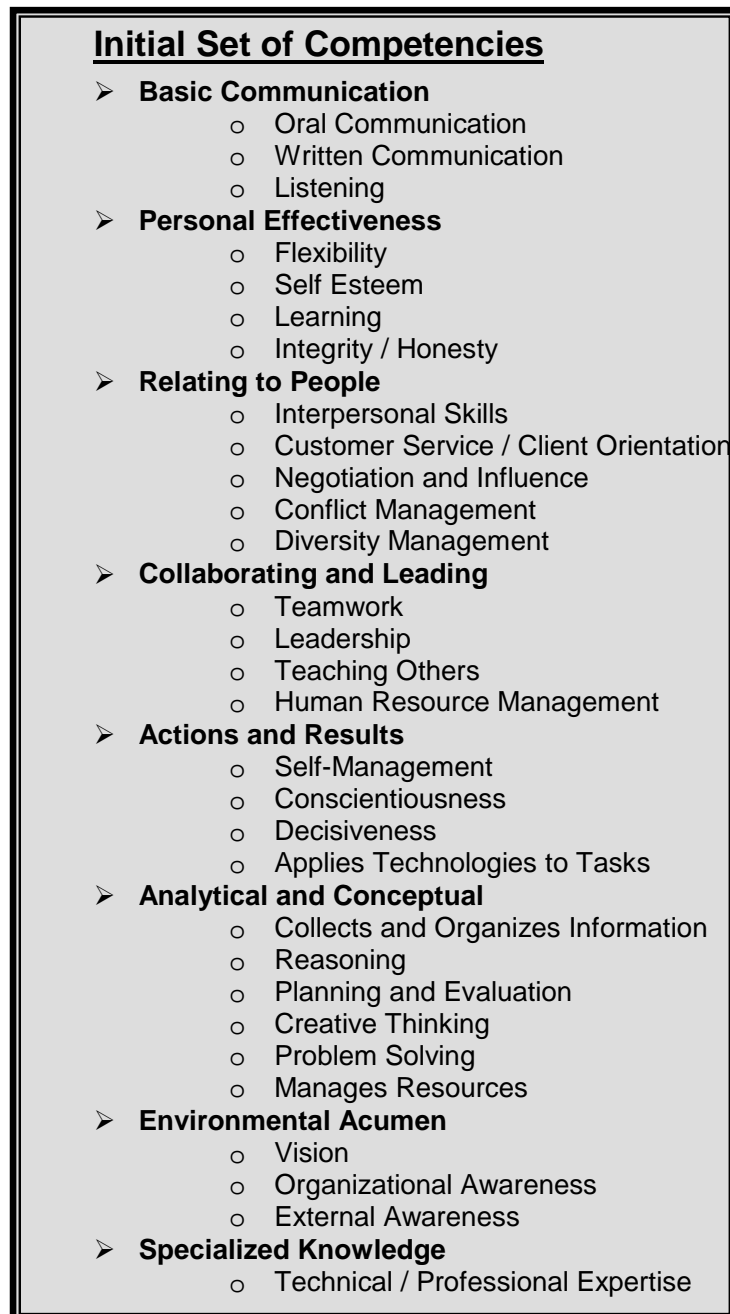 Initial Set of Competencies
➢ Basic Communication
o Oral Communication
o Written Communication
o Listening
➢ Personal Effectiveness
o Flexibility
o Self Esteem
o Learning
o Integrity / Honesty
➢ Relating to People
o Interpersonal Skills
o Customer Service / Client Orientation
o Negotiation and Influence
o Conflict Management
o Diversity Management
➢ Collaborating and Leading
o Teamwork
o Leadership
o Teaching Others
o Human Resource Management
➢ Actions and Results
o Self-Management
o Conscientiousness
o Decisiveness
o Applies Technologies to Tasks
➢ Analytical and Conceptual
o Collects and Organizes Information
o Reasoning
o Planning and Evaluation
o Creative Thinking
o Problem Solving
o Manages Resources
➢ Environmental Acumen
o Vision
o Organizational Awareness
o External Awareness
➢ Specialized Knowledge
o Technical / Professional Expertise